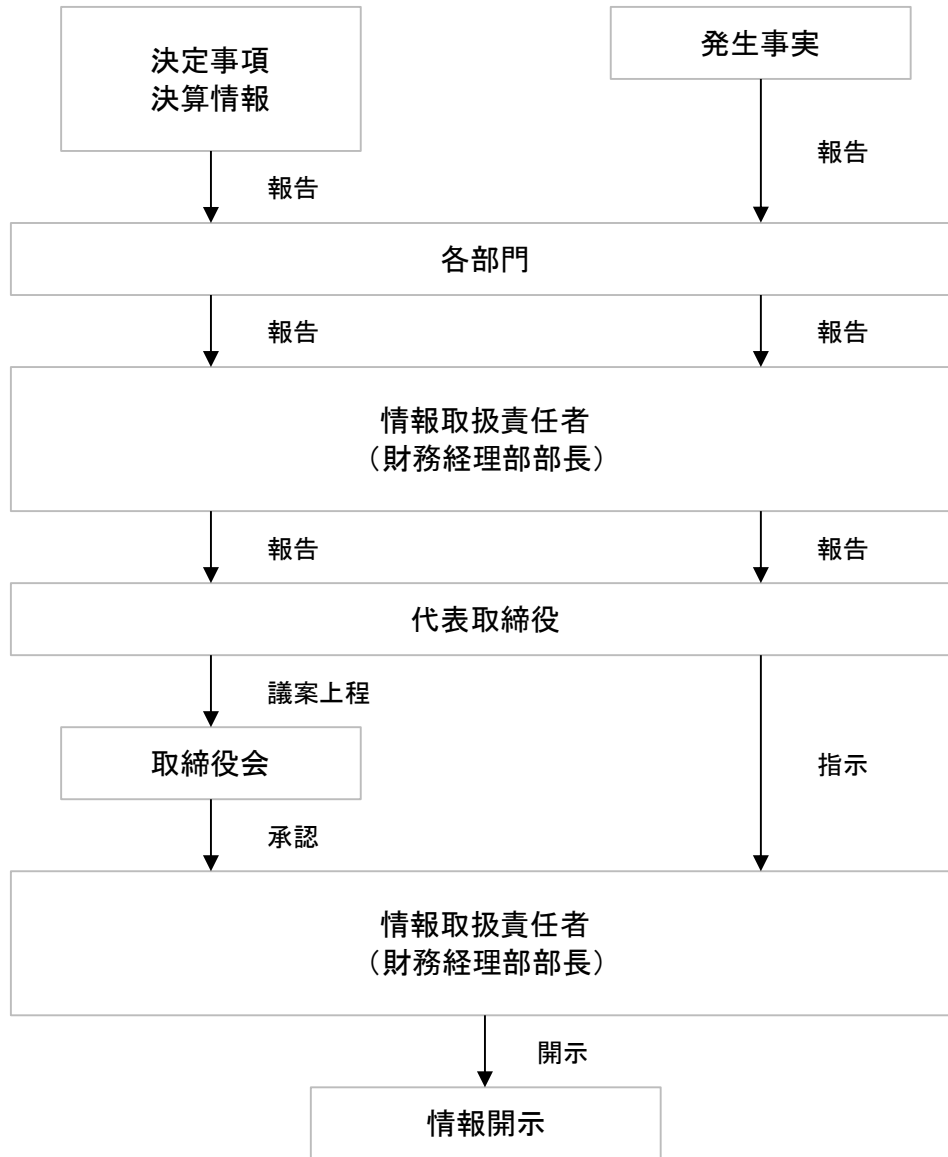 決定事項
決算情報
発生事実
報告
報告
各部門
報告
報告
情報取扱責任者
（財務経理部部長）
報告
報告
代表取締役
議案上程
取締役会
指示
承認
情報取扱責任者
（財務経理部部長）
開示
情報開示